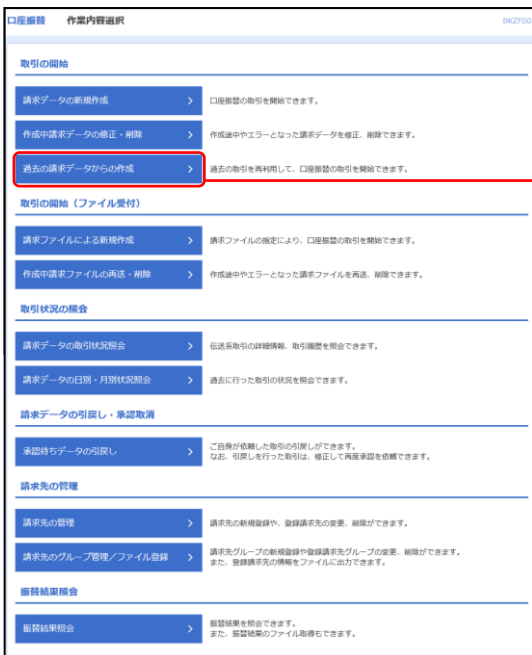 口座振替 作業内容選択 BKZF001
取引の開始
請求データの新規作成 口座振替の取引を開始できます。
作成中請求データの修正・削除 作成途中やエラーとなった請求データを修正、削除できます。
過去の請求データからの作成 過去の取引を再利用して、口座振替の取引を開始できます。
取引の開始（ファイル受付）
請求ファイルによる新規作成 請求ファイルの指定により、口座振替の取引を開始できます。
作成中請求ファイルの再送・削除 作成途中やエラーとなった請求ファイルを再送、削除できます。
取引状況の照会
請求データの取引状況照会 伝送系取引の詳細情報、取引履歴を照会できます。
請求データの日別・月別状況照会 過去に行った取引の状況を照会できます。
請求データの引戻し・承認取消
承認待ちデータの引戻し ご自身が依頼した取引の引戻しができます。
なお、引戻しを行った取引は、修正して再度承認を依頼できます。
請求先の管理
請求先の管理 請求先の新規登録や、登録請求先の変更、削除ができます。
請求先のグループ管理／ファイル登録 請求先グループの新規登録や登録請求先グループの変更、削除ができます。
また、登録請求先の情報をファイルに出力できます。
振替結果照会
振替結果照会 振替結果を照会できます。
また、振替結果のファイル取得もできます。